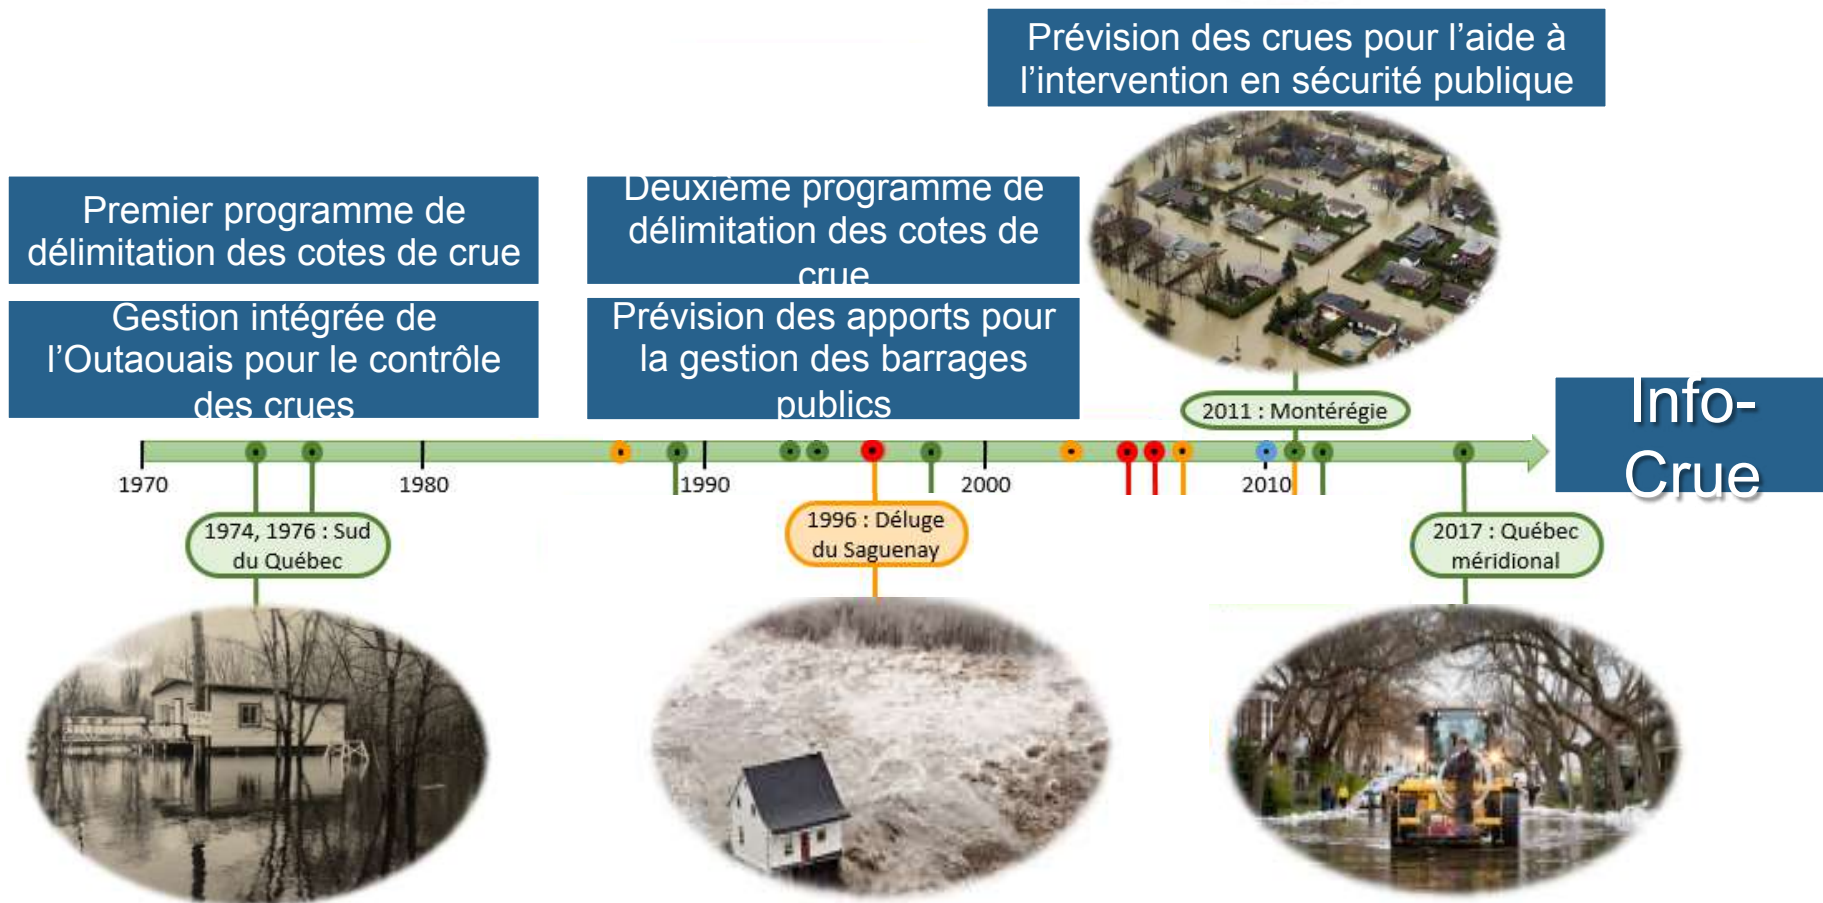 Prévision des crues pour l’aide à
l’intervention en sécurité publique
Premier programme de
délimitation des cotes de crue
Deuxième programme de
délimitation des cotes de
crue
Gestion intégrée de
l’Outaouais pour le contrôle
des crues
Prévision des apports pour
la gestion des barrages
publics
2011 : Montérégie
Info-
Crue
1970
1980
1990
2000
2010
1974, 1976 : Sud
du Québec
1996 : Déluge
du Saguenay
2017 : Québec
méridional